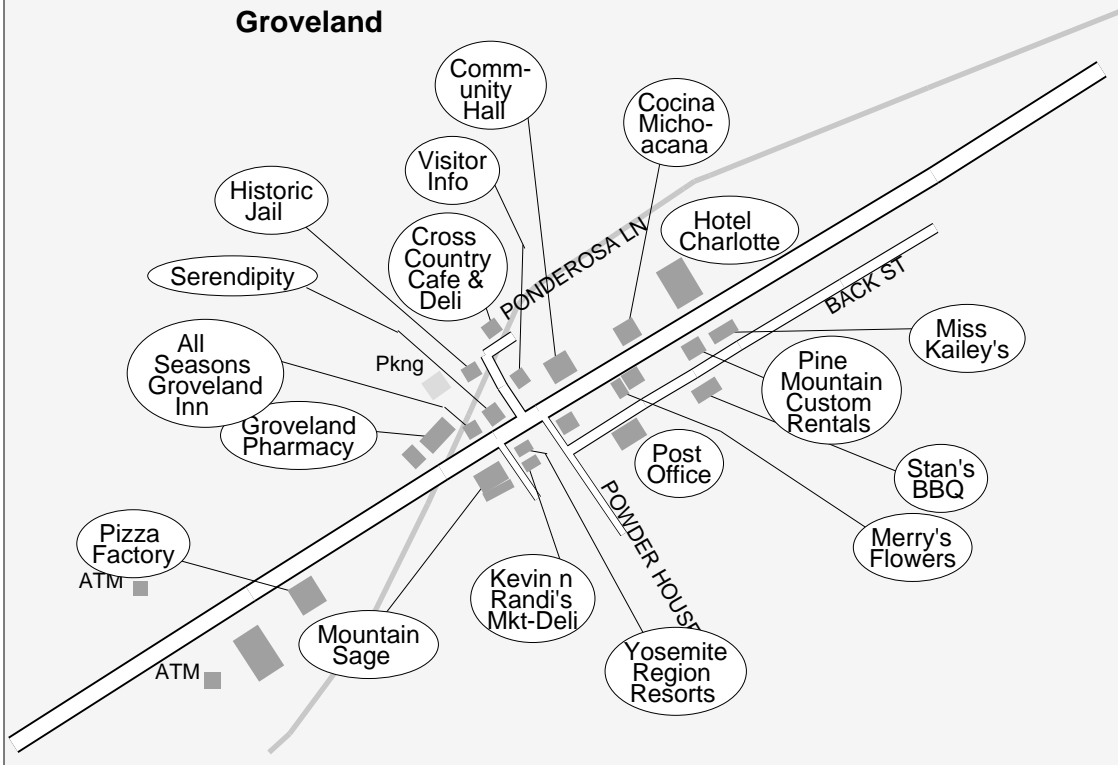 Groveland
Comm-
unity
Hall
Cocina
Micho-
acana
Visitor
Info
Historic
Jail
Hotel
Charlotte
Cross
Country
Cafe &
Deli
PONDEROSA LN
Serendipity
BACK ST
All
Seasons
Groveland
Inn
Pkng
Miss
Kailey's
Pine
Mountain
Custom
Rentals
Groveland
Pharmacy
Post
Office
Stan's
BBQ
POWDER HOUSE
Pizza
Factory
Merry's
Flowers
ATM
Kevin n
Randi's
Mkt-Deli
Mountain
Sage
Yosemite
Region
Resorts
ATM